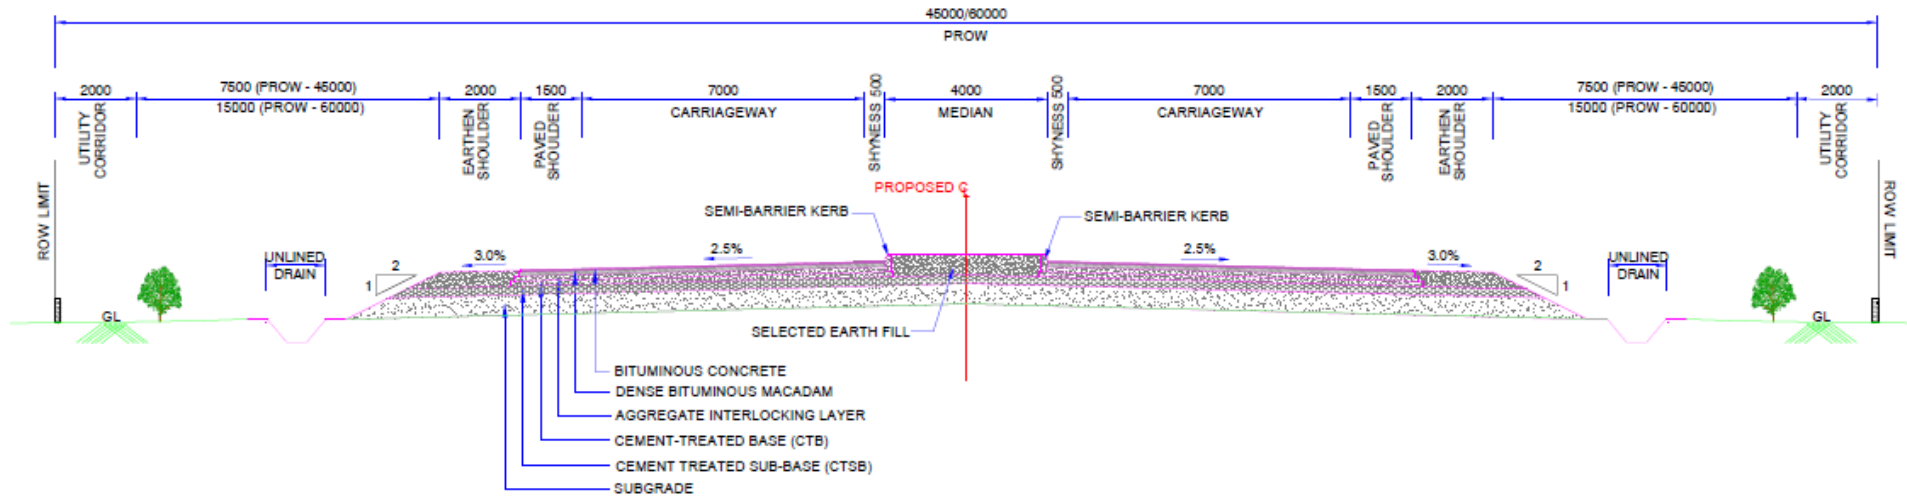 45000/60000
PROW
2000
7500 (PROW - 45000)
15000 (PROW - 60000)
2000
1500
7000
SHYNESS 500
4000
SHYNESS 500
7000
1500
2000
7500 (PROW - 45000)
15000 (PROW - 60000)
2000
UTILITY
CORRIDOR
EARTHEN
SHOULDER
PAVED
SHOULDER
CARRIAGEWAY
MEDIAN
CARRIAGEWAY
PAVED
SHOULDER
EARTHEN
SHOULDER
UTILITY
CORRIDOR
ROW LIMIT
PROPOSED ℄
ROW LIMIT
SEMI-BARRIER KERB
SEMI-BARRIER KERB
UNLINED
DRAIN
2
1
3.0%
2.5%
2.5%
3.0%
2
1
UNLINED
DRAIN
GL
SELECTED EARTH FILL
GL
BITUMINOUS CONCRETE
DENSE BITUMINOUS MACADAM
AGGREGATE INTERLOCKING LAYER
CEMENT-TREATED BASE (CTB)
CEMENT TREATED SUB-BASE (CTSB)
SUBGRADE